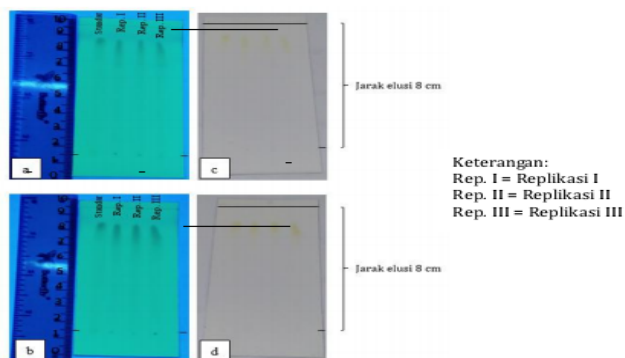 Standar
Rep. I
Rep. II
Rep. III
a
c
Jarak elusi 8 cm
Keterangan:
Rep. I = Replikasi I
Rep. II = Replikasi II
Rep. III = Replikasi III
Standar
Rep. I
Rep. II
Rep. III
b
d
Jarak elusi 8 cm